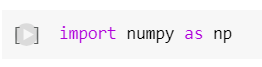 [ ] import numpy as np